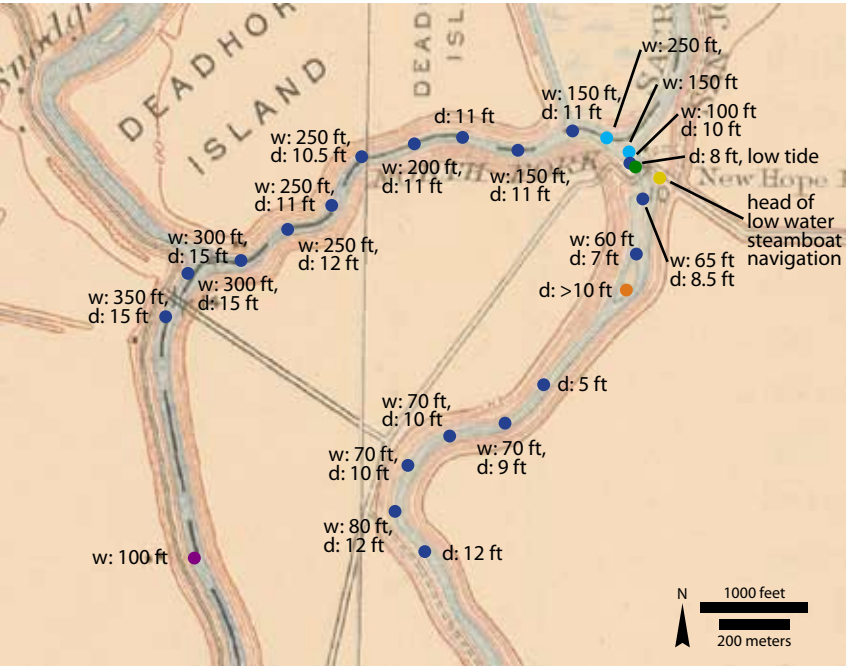 DEADHOR
ISLAND
DEAD
ISL
SACR
w: 250 ft,
w: 150 ft
w: 150 ft,
d: 11 ft
w: 100 ft
d: 10 ft
d: 11 ft
d: 8 ft, low tide
w: 250 ft,
d: 10.5 ft
w: 200 ft,
d: 11 ft
w: 150 ft,
d: 11 ft
New Hope
w: 250 ft,
d: 11 ft
head of
low water
steamboat
navigation
w: 250 ft,
d: 12 ft
w: 300 ft,
d: 15 ft
w: 60 ft
d: 7 ft
w: 65 ft
d: 8.5 ft
w: 300 ft,
d: 15 ft
d: >10 ft
w: 350 ft,
d: 15 ft
d: 5 ft
w: 70 ft,
d: 10 ft
w: 70 ft,
d: 9 ft
w: 70 ft,
d: 10 ft
w: 80 ft,
d: 12 ft
d: 12 ft
w: 100 ft
N
1000 feet
200 meters